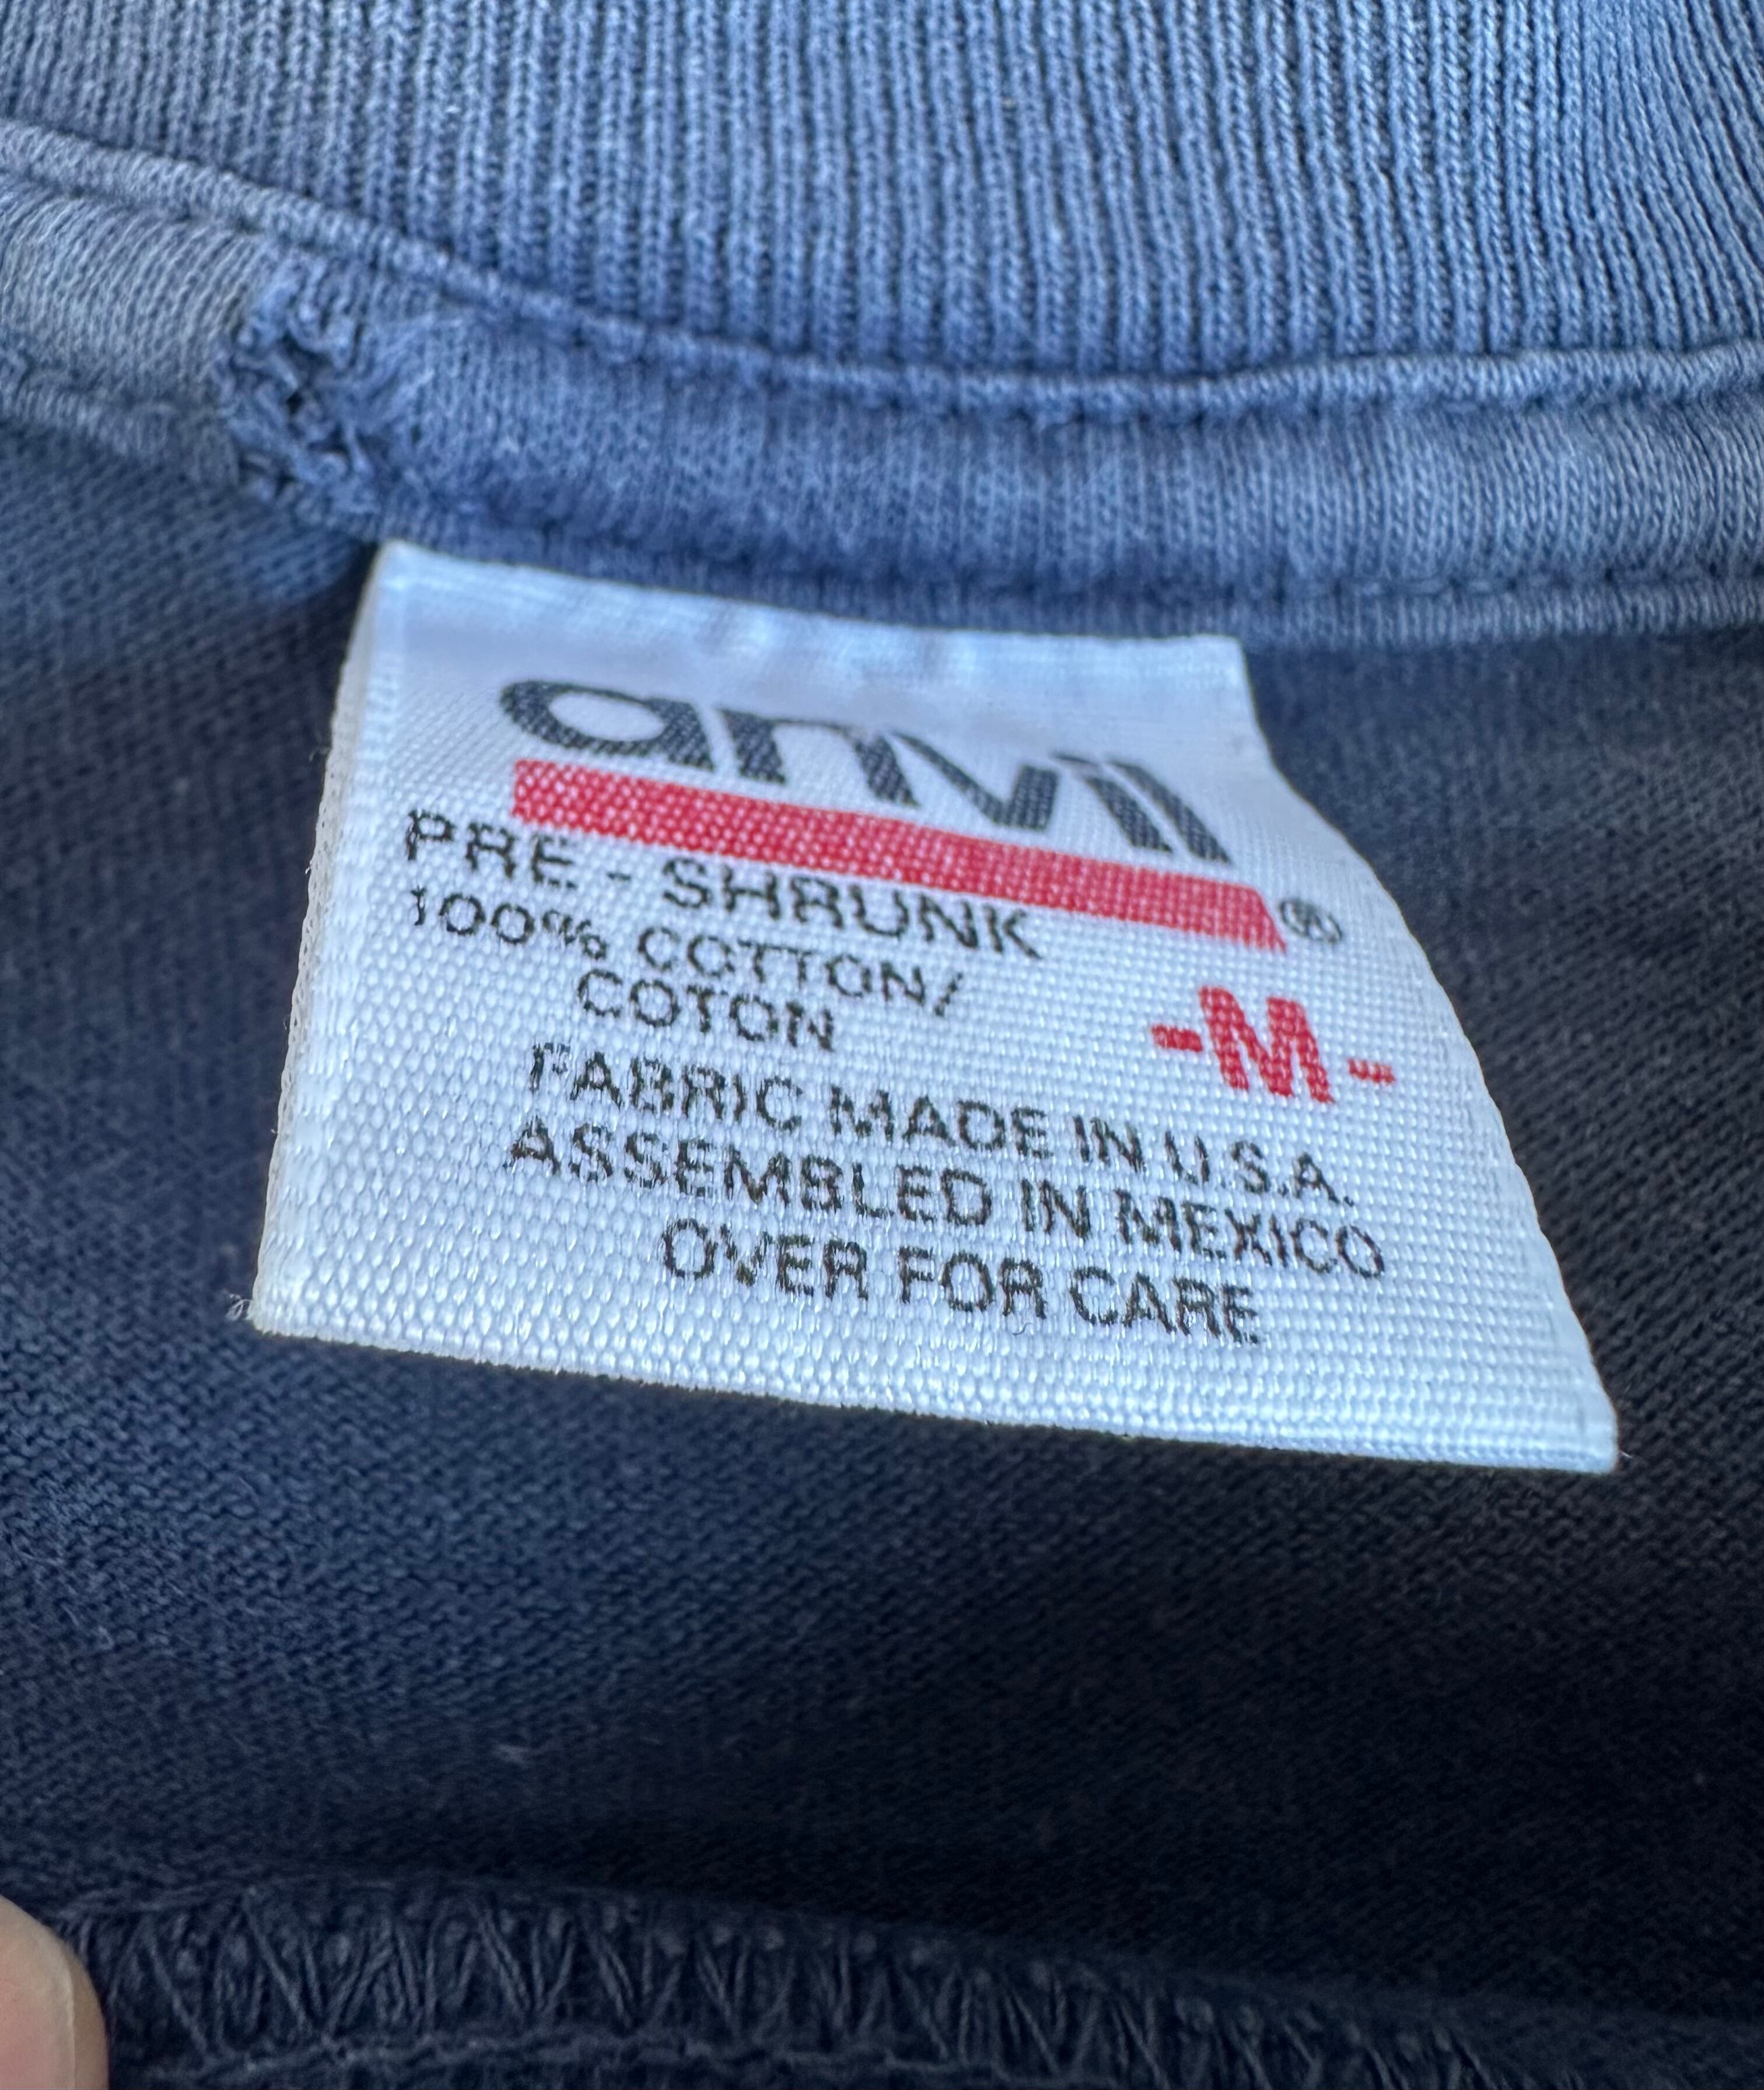 anvil®
PRE - SHRUNK
100% COTTON/
COTON
-M-
FABRIC MADE IN U.S.A.
ASSEMBLED IN MEXICO
OVER FOR CARE